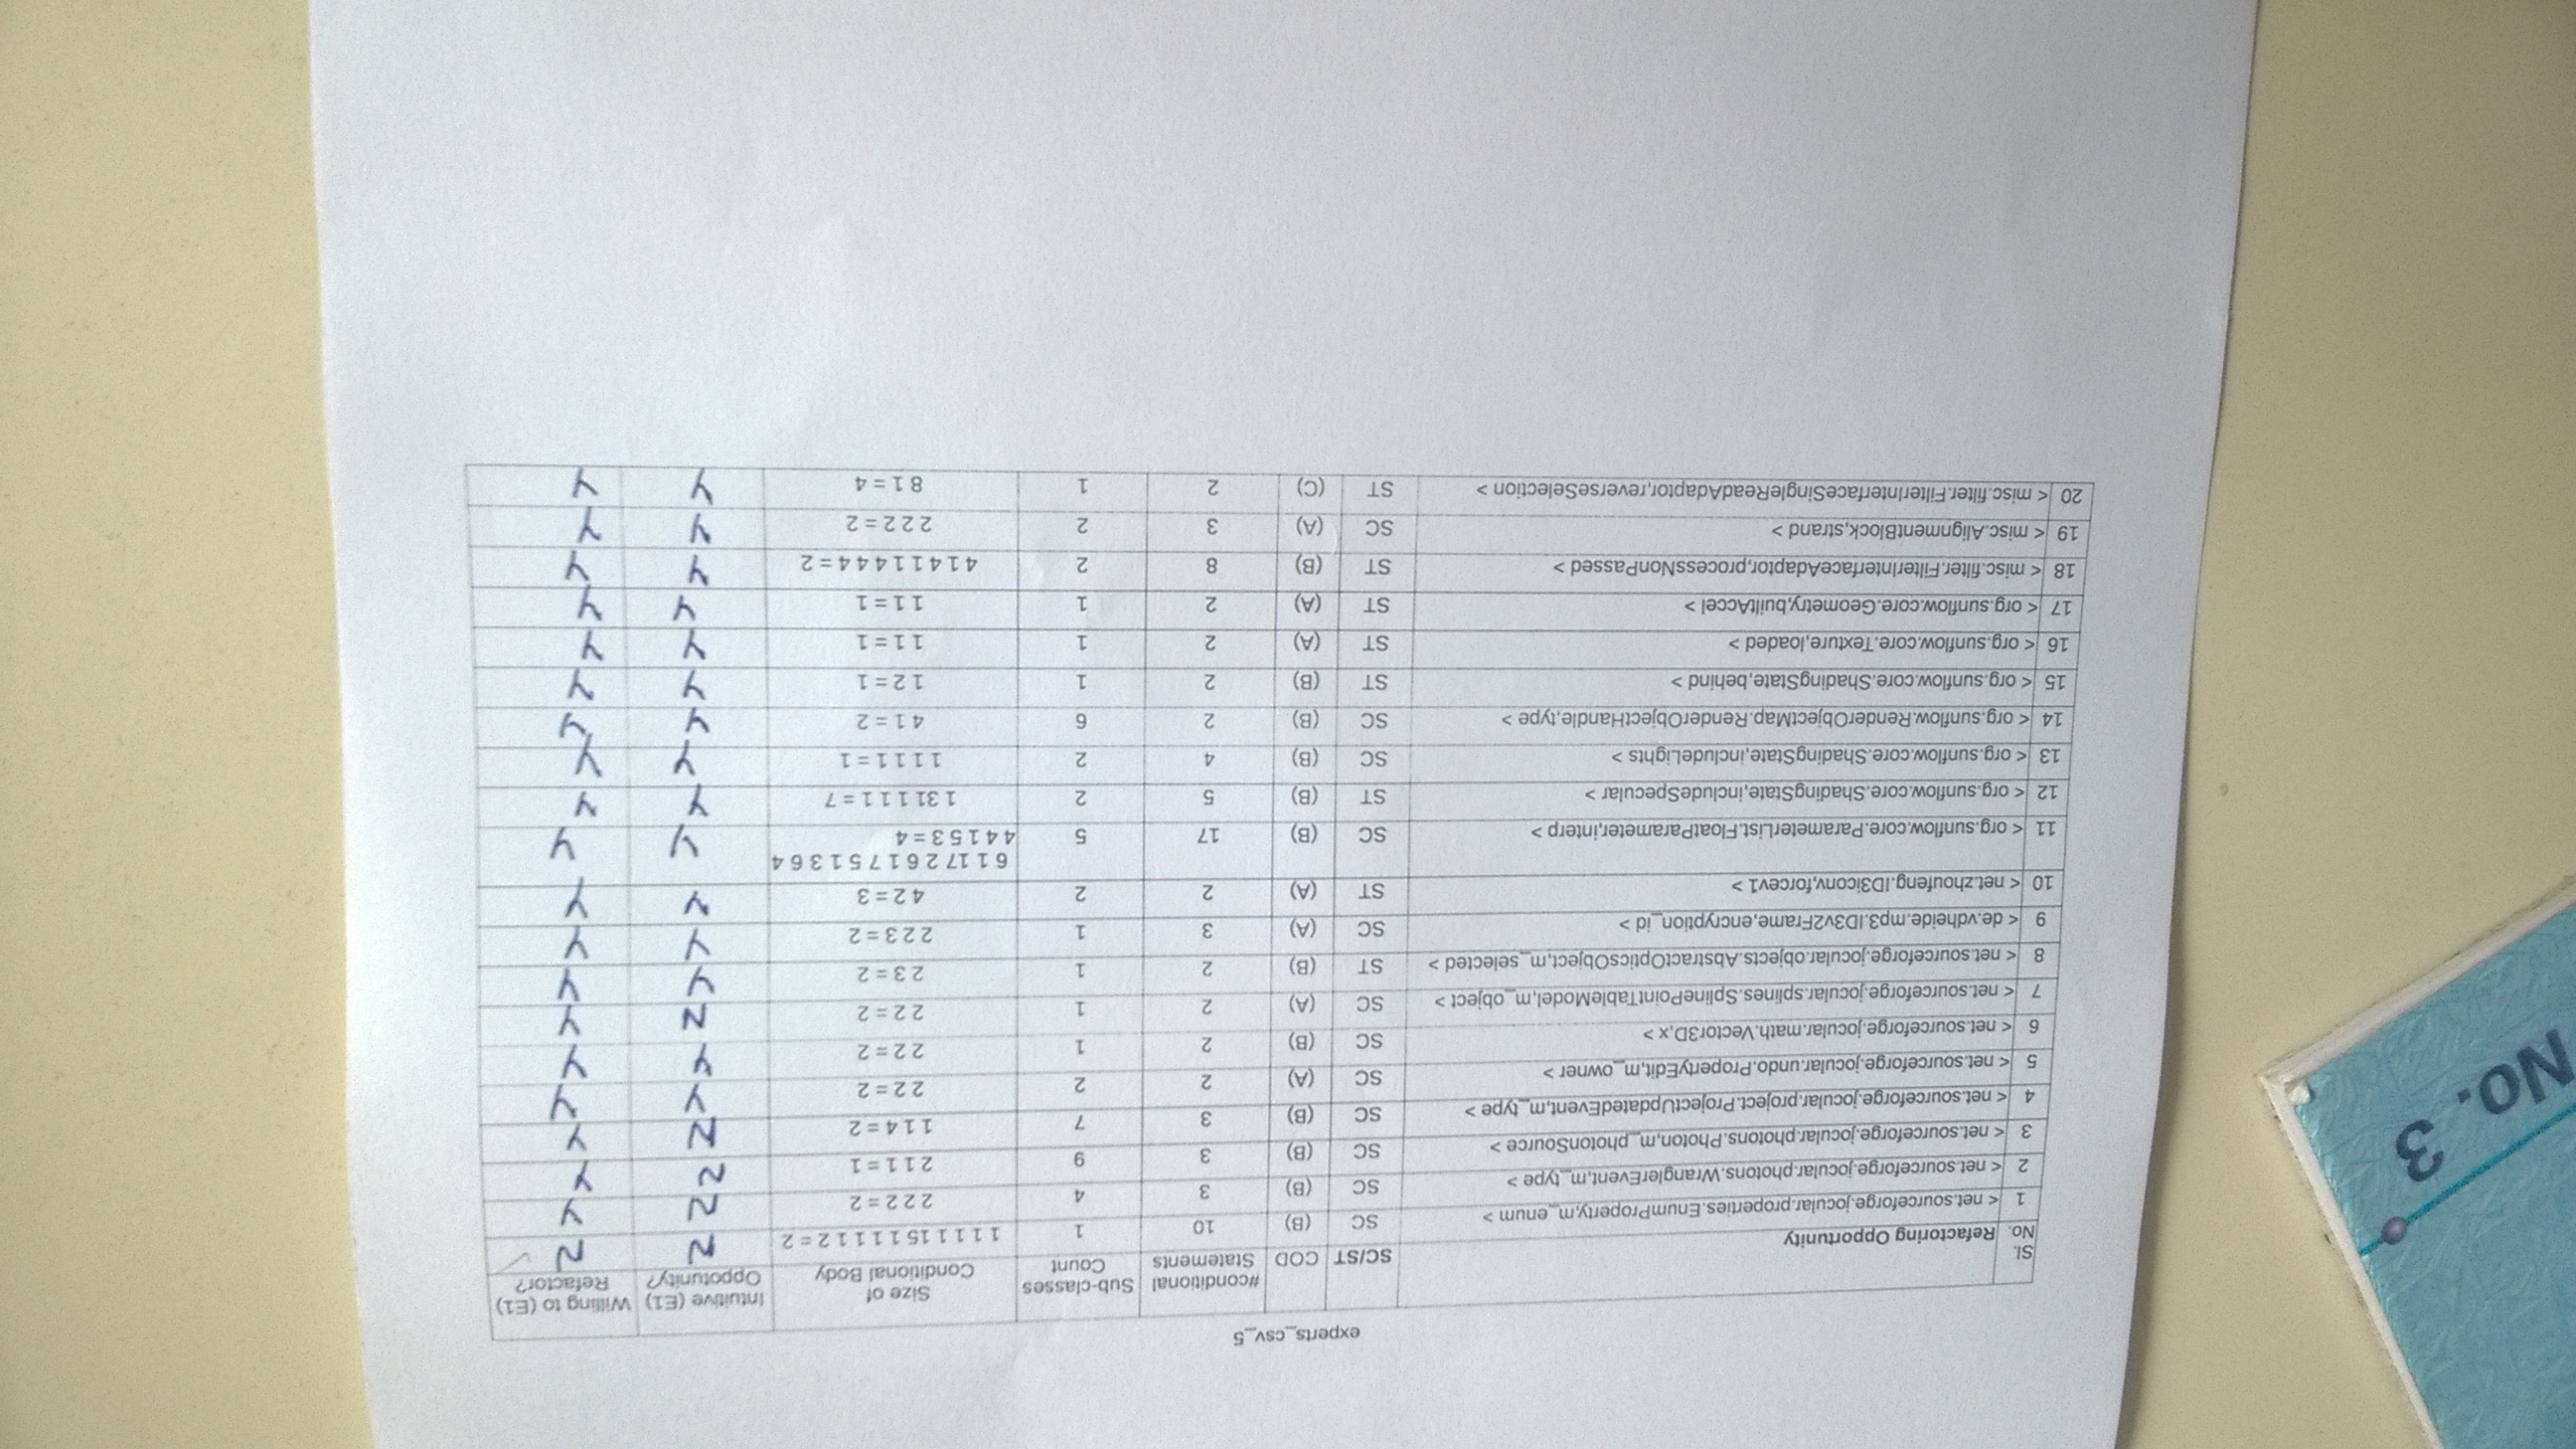 experts_csv_5
Sl. No. Refactoring Opportunity SC/ST COD #conditional Statements Sub-classes Count Size of Conditional Body Intuitive (E1) Oppotunity? Willing to (E1) Refactor?
1 < net.sourceforge.jocular.properties.EnumProperty,m_enum > SC (B) 10 1 1 1 1 1 15 1 1 1 1 2 = 2 N N ✓
2 < net.sourceforge.jocular.photons.WranglerEvent,m_type > SC (B) 3 4 2 2 2 = 2 N Y
3 < net.sourceforge.jocular.photons.Photon,m_photonSource > SC (B) 3 9 2 1 1 = 1 N Y
4 < net.sourceforge.jocular.project.ProjectUpdatedEvent,m_type > SC (B) 3 7 1 1 4 = 2 N Y
5 < net.sourceforge.jocular.undo.PropertyEdit,m_owner > SC (A) 2 2 2 2 = 2 Y Y
6 < net.sourceforge.jocular.math.Vector3D,x > SC (B) 2 1 2 2 = 2 Y Y
7 < net.sourceforge.jocular.splines.SplinePointTableModel,m_object > SC (A) 2 1 2 2 = 2 N Y
8 < net.sourceforge.jocular.objects.AbstractOpticsObject,m_selected > ST (B) 2 1 2 3 = 2 Y Y
9 < de.vdheide.mp3.ID3v2Frame,encryption_id > SC (A) 3 1 2 2 3 = 2 Y Y
10 < net.zhoufeng.ID3iconv,forcev1 > ST (A) 2 2 4 2 = 3 Y Y
11 < org.sunflow.core.ParameterList.FloatParameter,interp > SC (B) 17 5 6 1 17 2 6 1 7 5 1 3 6 4 4 4 1 5 3 = 4 Y Y
12 < org.sunflow.core.ShadingState,includeSpecular > ST (B) 5 2 1 31 1 1 1 = 7 Y Y
13 < org.sunflow.core.ShadingState,includeLights > SC (B) 4 2 1 1 1 1 = 1 Y Y
14 < org.sunflow.RenderObjectMap.RenderObjectHandle,type > SC (B) 2 6 4 1 = 2 Y Y
15 < org.sunflow.core.ShadingState,behind > ST (B) 2 1 1 2 = 1 Y Y
16 < org.sunflow.core.Texture,loaded > ST (A) 2 1 1 1 = 1 Y Y
17 < org.sunflow.core.Geometry,builtAccel > ST (A) 2 1 1 1 = 1 Y Y
18 < misc.filter.FilterInterfaceAdaptor,processNonPassed > ST (B) 8 2 4 1 4 1 1 4 4 4 = 2 Y Y
19 < misc.AlignmentBlock,strand > SC (A) 3 2 2 2 2 = 2 Y Y
20 < misc.filter.FilterInterfaceSingleReadAdaptor,reverseSelection > ST (C) 2 1 8 1 = 4 Y Y
No. 3